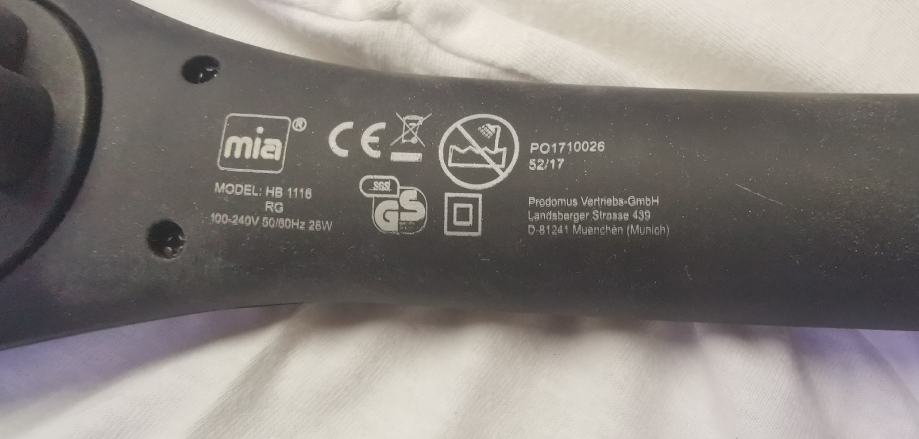 mia®
CE
MODEL: HB 1116
RG
100-240V 50/60Hz 26W
SGS
GS
PO1710026
52/17
Prodomus Vertriebs-GmbH
Landsberger Strasse 439
D-81241 Muenchen (Munich)